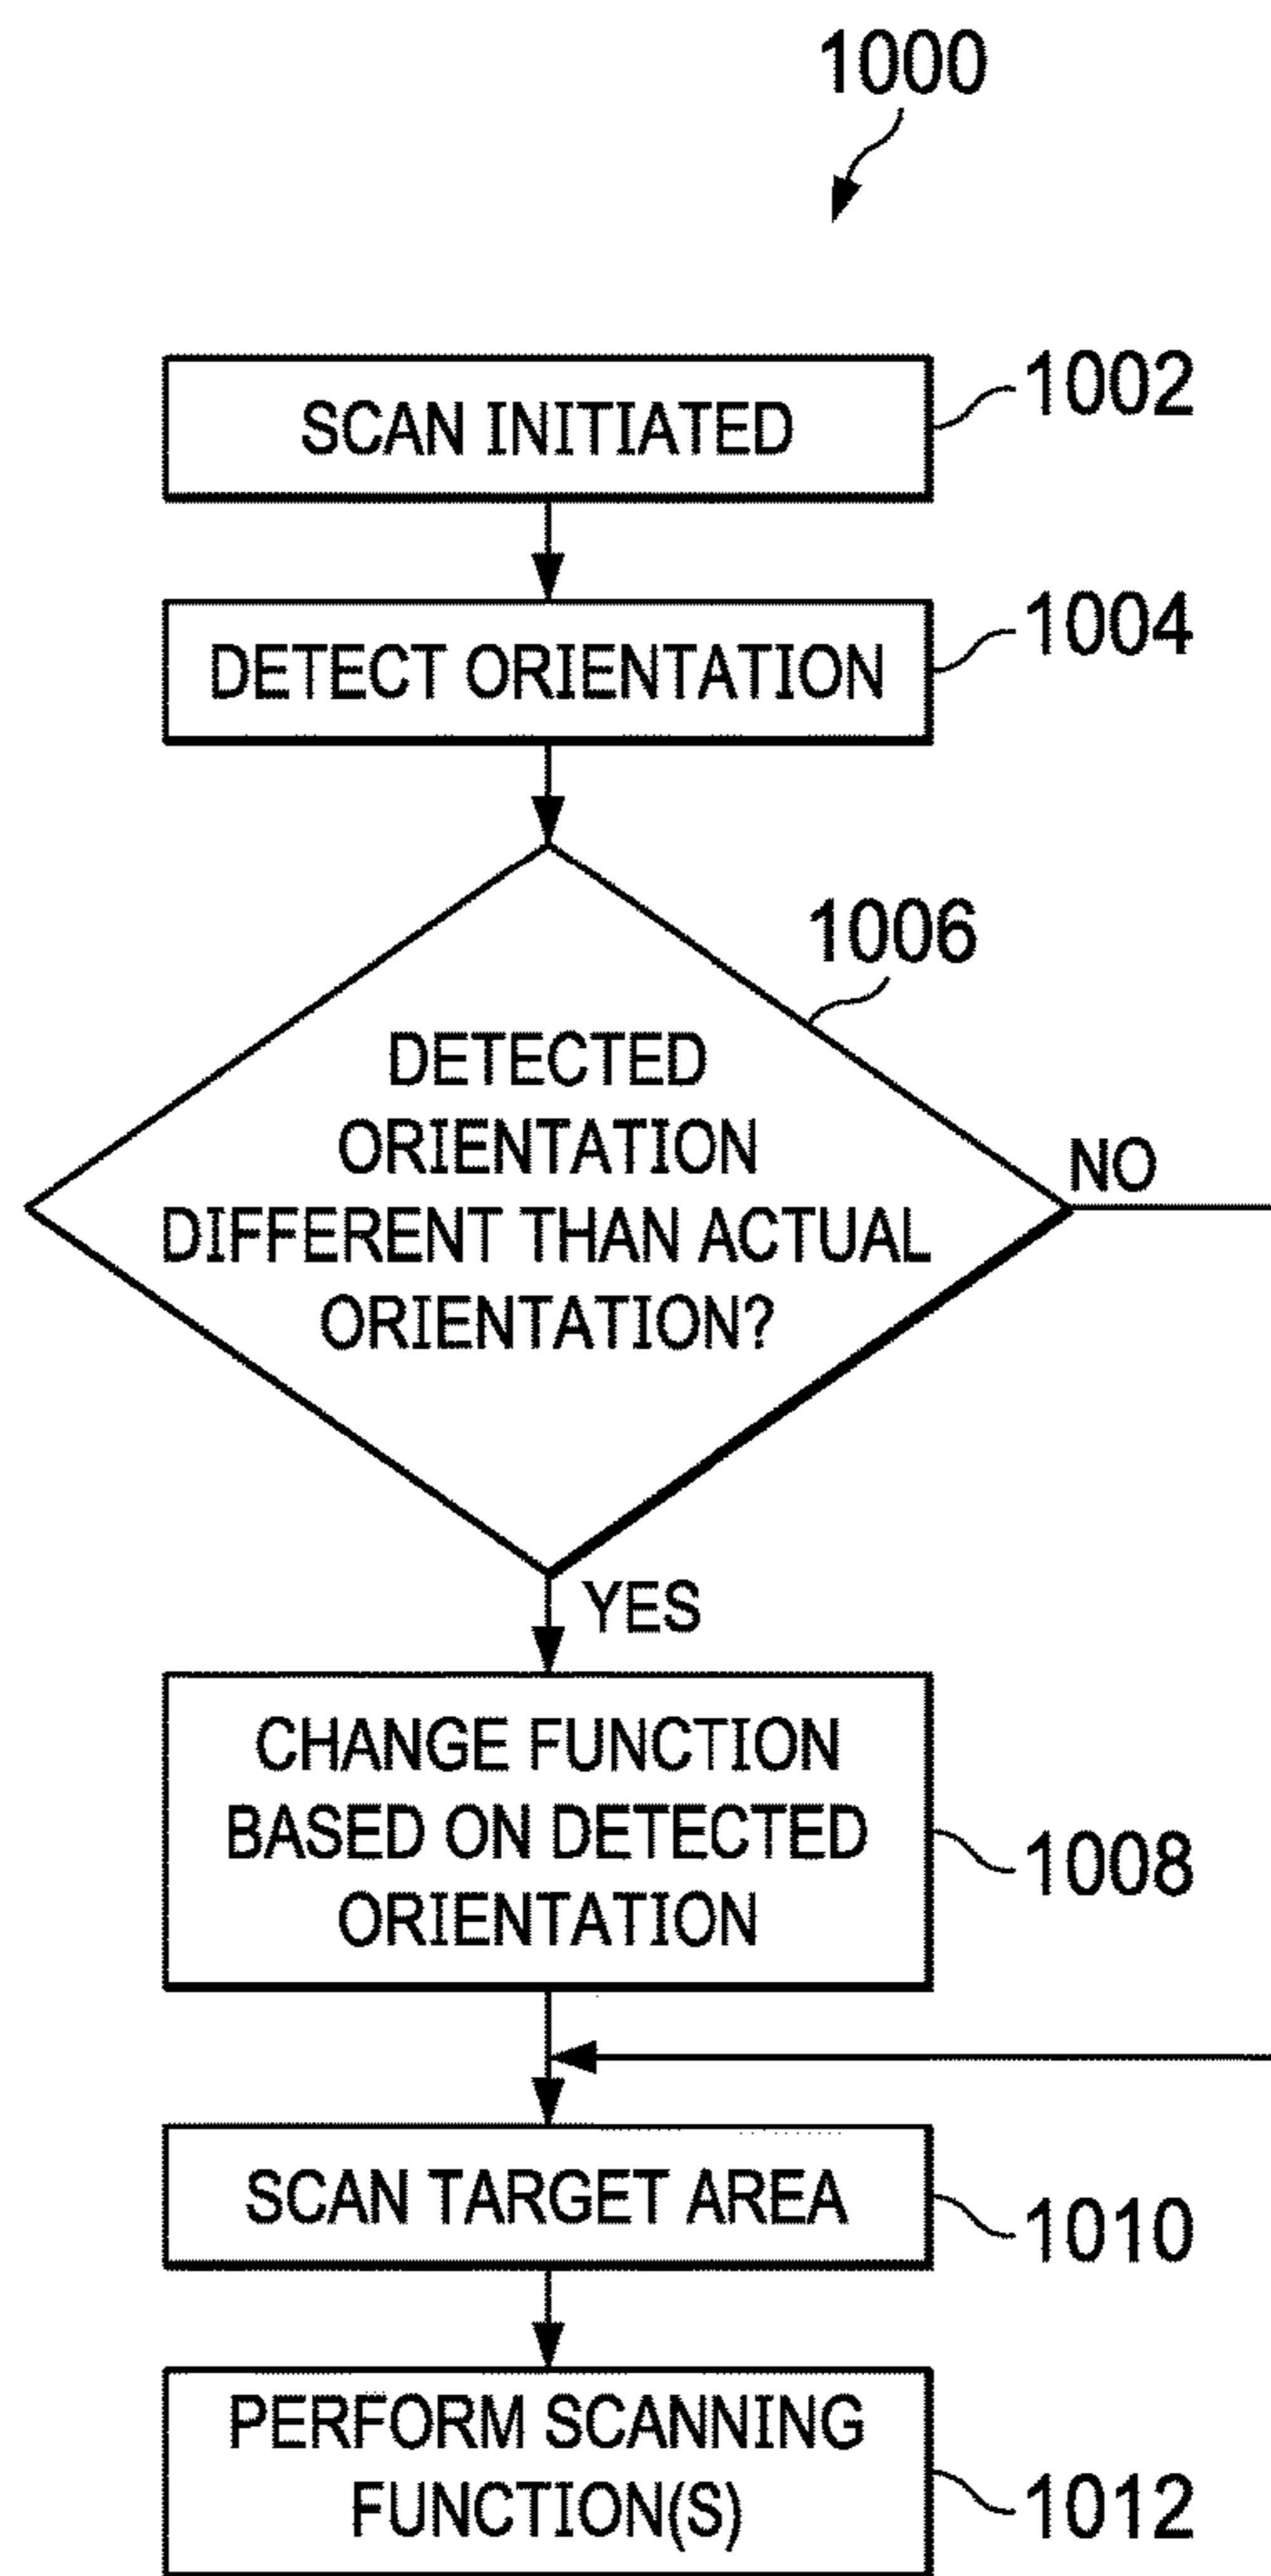 1000
SCAN INITIATED
1002
DETECT ORIENTATION
1004
1006
DETECTED
ORIENTATION
DIFFERENT THAN ACTUAL
ORIENTATION?
NO
YES
CHANGE FUNCTION
BASED ON DETECTED
ORIENTATION
1008
SCAN TARGET AREA
1010
PERFORM SCANNING
FUNCTION(S)
1012